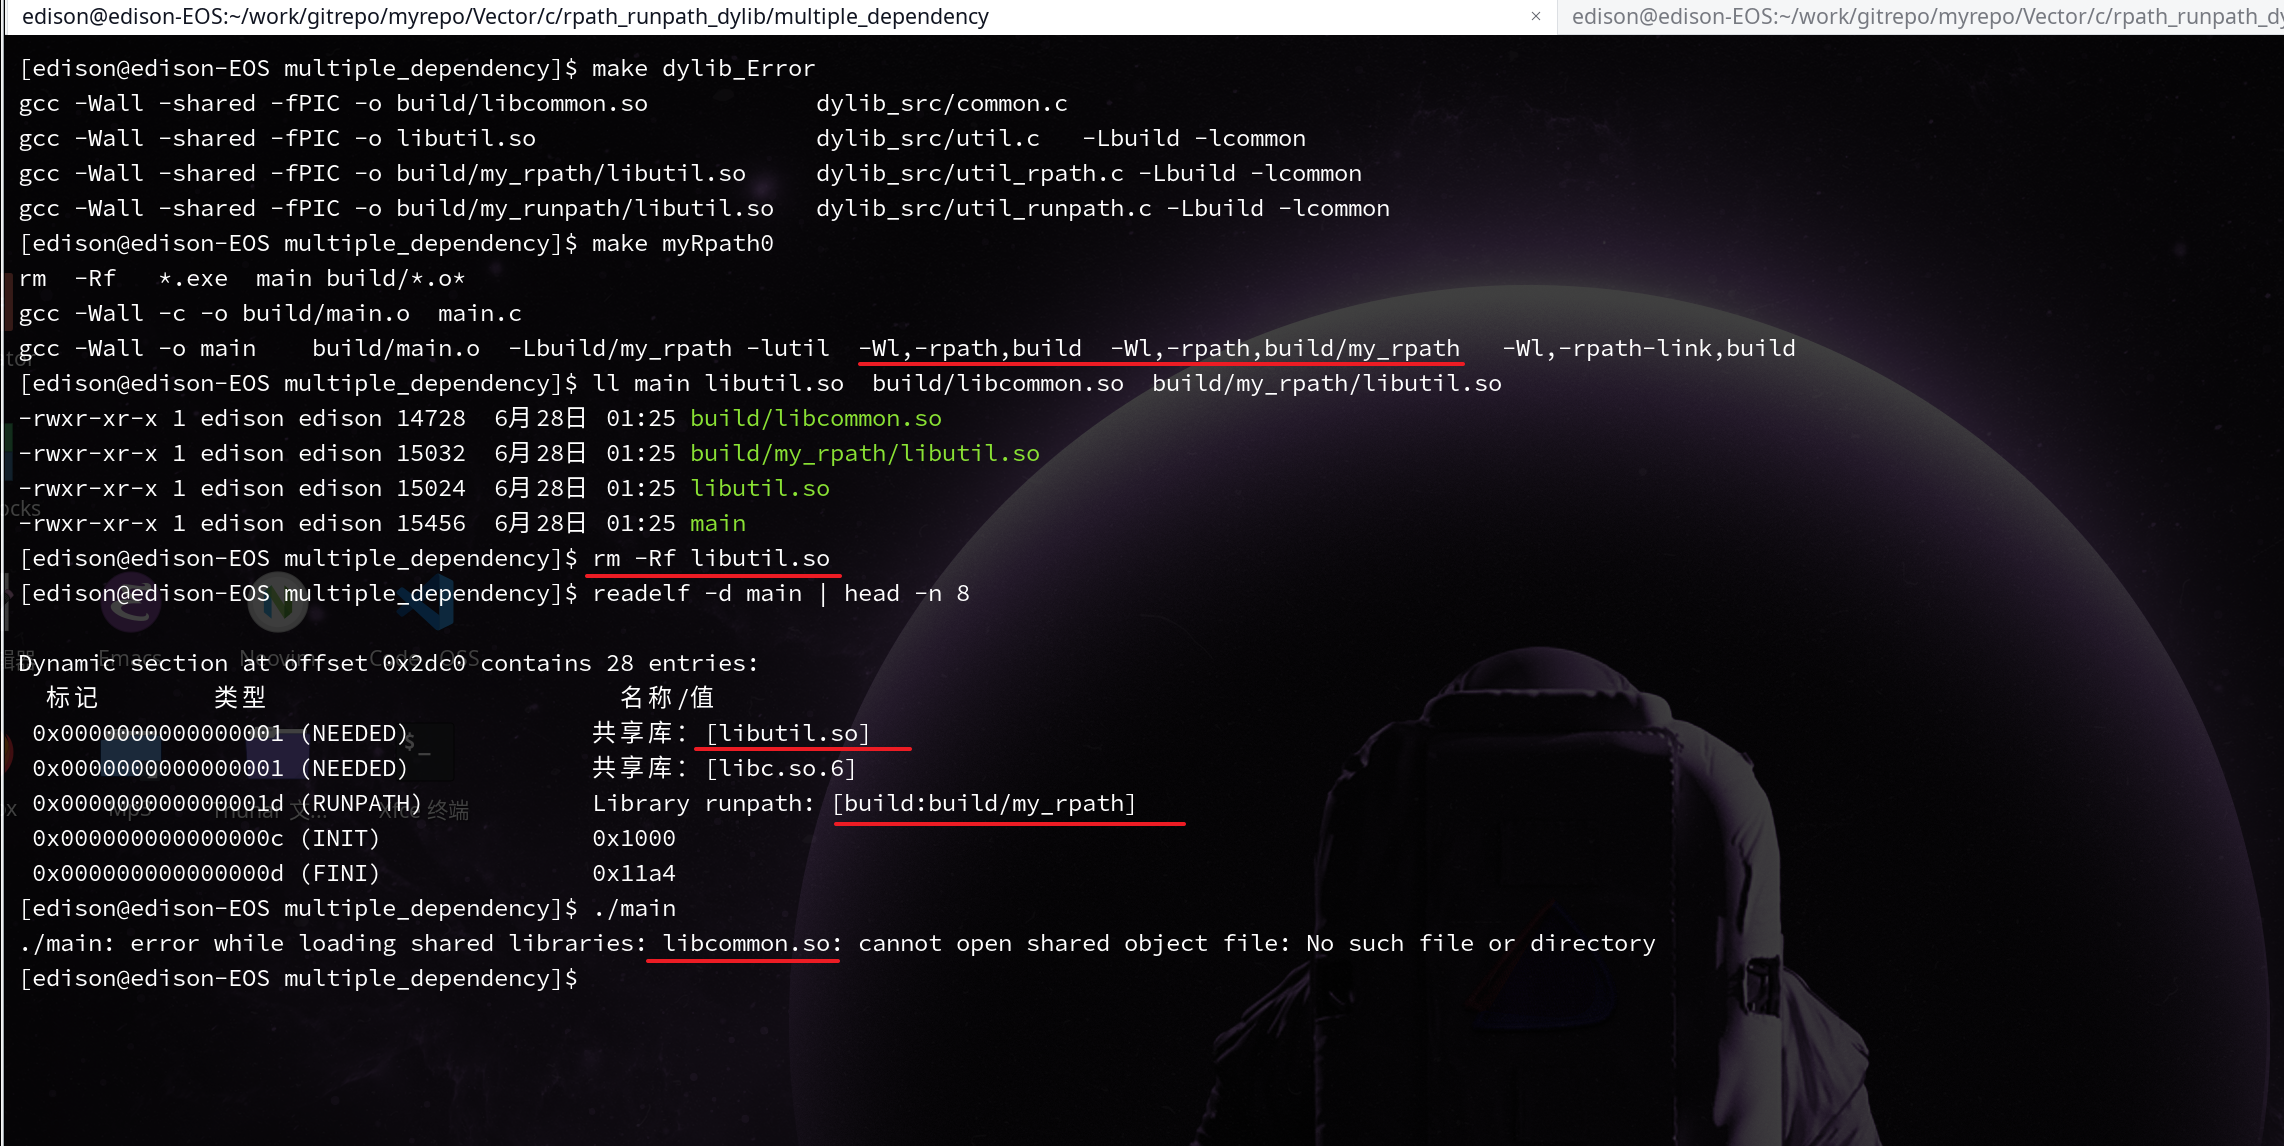 edison@edison-EOS:~/work/gitrepo/myrepo/Vector/c/rpath_runpath_dylib/multiple_dependency × edison@edison-EOS:~/work/gitrepo/myrepo/Vector/c/rpath_runpath_dy
[edison@edison-EOS multiple_dependency]$ make dylib_Error
gcc -Wall -shared -fPIC -o build/libcommon.so dylib_src/common.c
gcc -Wall -shared -fPIC -o libutil.so dylib_src/util.c -Lbuild -lcommon
gcc -Wall -shared -fPIC -o build/my_rpath/libutil.so dylib_src/util_rpath.c -Lbuild -lcommon
gcc -Wall -shared -fPIC -o build/my_runpath/libutil.so dylib_src/util_runpath.c -Lbuild -lcommon
[edison@edison-EOS multiple_dependency]$ make myRpath0
rm -Rf *.exe main build/*.o*
gcc -Wall -c -o build/main.o main.c
gcc -Wall -o main build/main.o -Lbuild/my_rpath -lutil -Wl,-rpath,build -Wl,-rpath,build/my_rpath -Wl,-rpath-link,build
[edison@edison-EOS multiple_dependency]$ ll main libutil.so build/libcommon.so build/my_rpath/libutil.so
-rwxr-xr-x 1 edison edison 14728 6月 28日 01:25 build/libcommon.so
-rwxr-xr-x 1 edison edison 15032 6月 28日 01:25 build/my_rpath/libutil.so
-rwxr-xr-x 1 edison edison 15024 6月 28日 01:25 libutil.so
-rwxr-xr-x 1 edison edison 15456 6月 28日 01:25 main
[edison@edison-EOS multiple_dependency]$ rm -Rf libutil.so
[edison@edison-EOS multiple_dependency]$ readelf -d main | head -n 8
Dynamic section at offset 0x2dc0 contains 28 entries:
标记 类型 名称/值
0x0000000000000001 (NEEDED) 共享库：[libutil.so]
0x0000000000000001 (NEEDED) 共享库：[libc.so.6]
0x000000000000001d (RUNPATH) Library runpath: [build:build/my_rpath]
0x000000000000000c (INIT) 0x1000
0x000000000000000d (FINI) 0x11a4
[edison@edison-EOS multiple_dependency]$ ./main
./main: error while loading shared libraries: libcommon.so: cannot open shared object file: No such file or directory
[edison@edison-EOS multiple_dependency]$